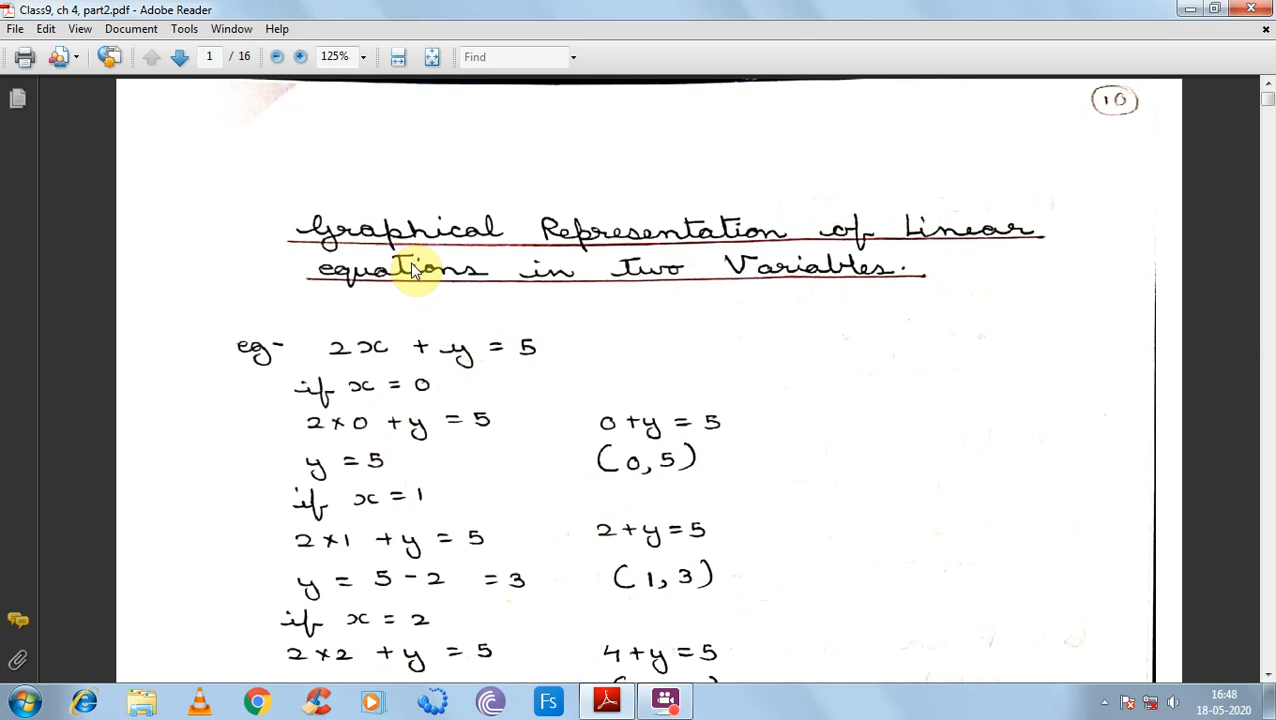 Class9, ch 4, part2.pdf - Adobe Reader
File Edit View Document Tools Window Help
1 / 16 125% Find
10
Graphical Representation of Linear
equations in two Variables.
eg- 2x + y = 5
if x = 0
2 × 0 + y = 5 0 + y = 5
y = 5 (0, 5)
if x = 1
2 × 1 + y = 5 2 + y = 5
y = 5 - 2 = 3 (1, 3)
if x = 2
2 × 2 + y = 5 4 + y = 5
Fs
16:48
18-05-2020